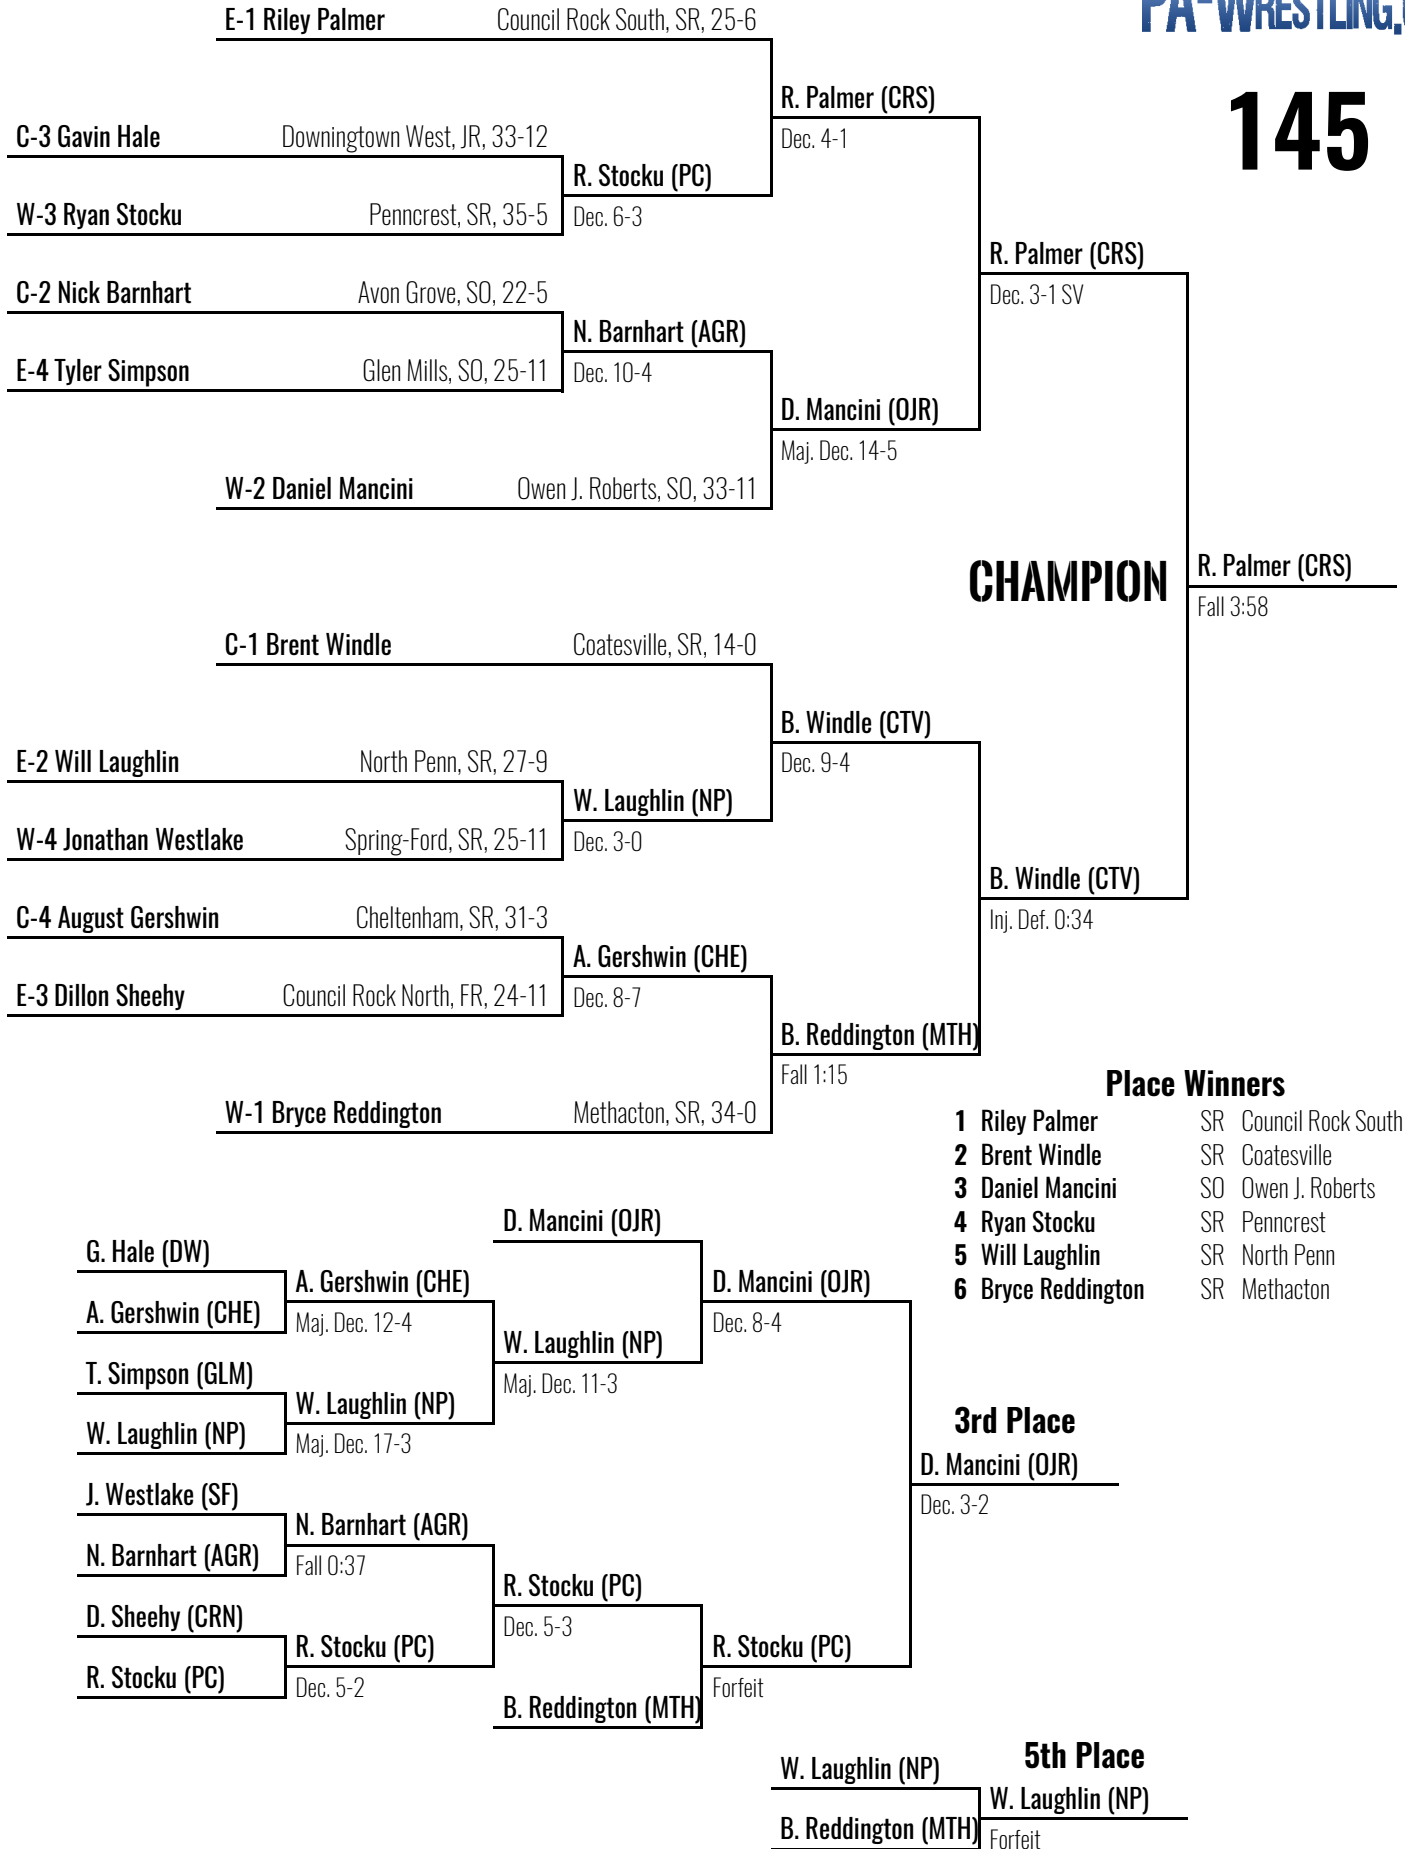 E-1 Riley Palmer Council Rock South, SR, 25-6
PA-WRESTLING.
145
R. Palmer (CRS)
Dec. 4-1
C-3 Gavin Hale Downingtown West, JR, 33-12
R. Stocku (PC)
Dec. 6-3
W-3 Ryan Stocku Penncrest, SR, 35-5
R. Palmer (CRS)
Dec. 3-1 SV
C-2 Nick Barnhart Avon Grove, SO, 22-5
N. Barnhart (AGR)
Dec. 10-4
E-4 Tyler Simpson Glen Mills, SO, 25-11
D. Mancini (OJR)
Maj. Dec. 14-5
W-2 Daniel Mancini Owen J. Roberts, SO, 33-11
CHAMPION
R. Palmer (CRS)
Fall 3:58
C-1 Brent Windle Coatesville, SR, 14-0
B. Windle (CTV)
Dec. 9-4
E-2 Will Laughlin North Penn, SR, 27-9
W. Laughlin (NP)
Dec. 3-0
W-4 Jonathan Westlake Spring-Ford, SR, 25-11
B. Windle (CTV)
Inj. Def. 0:34
C-4 August Gershwin Cheltenham, SR, 31-3
A. Gershwin (CHE)
Dec. 8-7
E-3 Dillon Sheehy Council Rock North, FR, 24-11
B. Reddington (MTH)
Fall 1:15
W-1 Bryce Reddington Methacton, SR, 34-0
Place Winners
1 Riley Palmer SR Council Rock South
2 Brent Windle SR Coatesville
3 Daniel Mancini SO Owen J. Roberts
4 Ryan Stocku SR Penncrest
5 Will Laughlin SR North Penn
6 Bryce Reddington SR Methacton
D. Mancini (OJR)
G. Hale (DW)
A. Gershwin (CHE)
Maj. Dec. 12-4
A. Gershwin (CHE)
D. Mancini (OJR)
Dec. 8-4
W. Laughlin (NP)
Maj. Dec. 11-3
T. Simpson (GLM)
W. Laughlin (NP)
Maj. Dec. 17-3
W. Laughlin (NP)
3rd Place
D. Mancini (OJR)
Dec. 3-2
J. Westlake (SF)
N. Barnhart (AGR)
Fall 0:37
N. Barnhart (AGR)
R. Stocku (PC)
Dec. 5-3
D. Sheehy (CRN)
R. Stocku (PC)
Dec. 5-2
R. Stocku (PC)
R. Stocku (PC)
Forfeit
B. Reddington (MTH)
5th Place
W. Laughlin (NP)
W. Laughlin (NP)
Forfeit
B. Reddington (MTH)